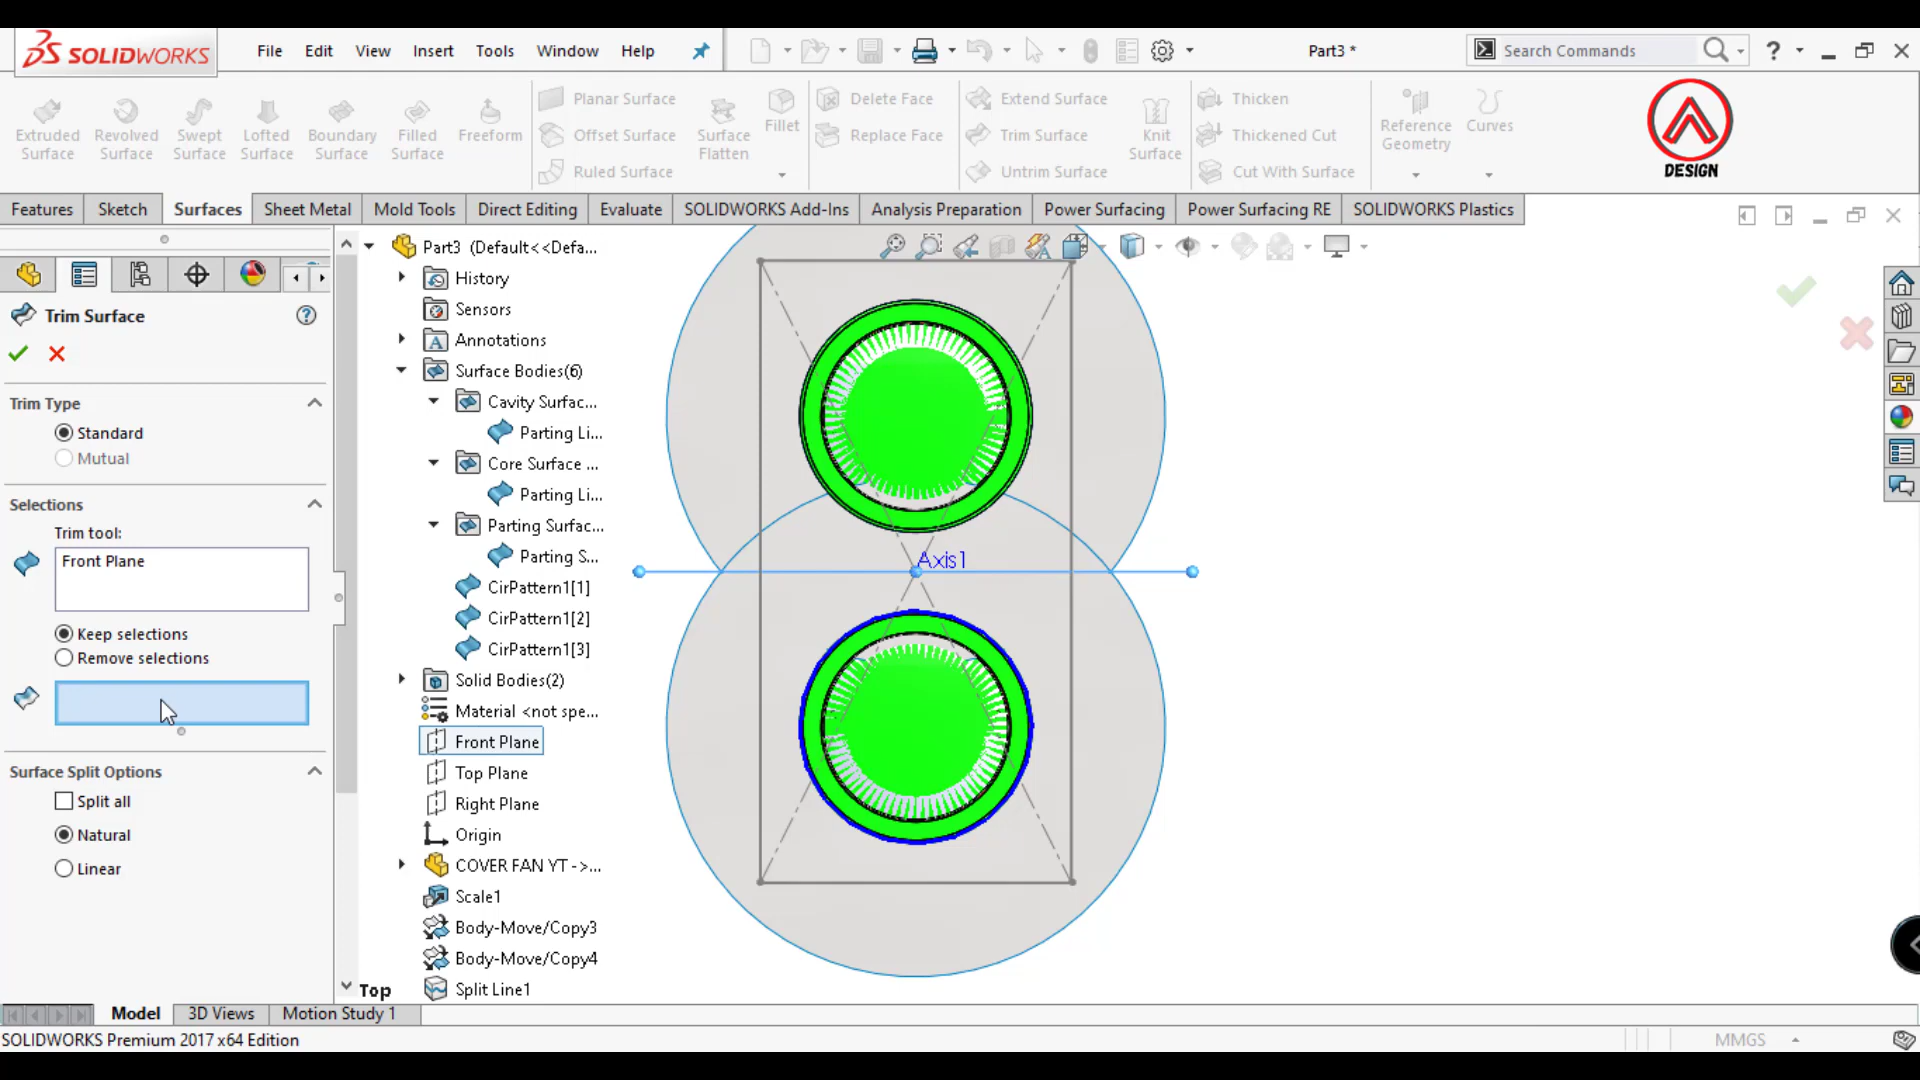 SOLIDWORKS
File Edit View Insert Tools Window Help
Part3 *
Search Commands
?
Extruded Surface
Revolved Surface
Swept Surface
Lofted Surface
Boundary Surface
Filled Surface
Freeform
Planar Surface
Offset Surface
Ruled Surface
Surface Flatten
Fillet
Delete Face
Replace Face
Extend Surface
Trim Surface
Untrim Surface
Knit Surface
Thicken
Thickened Cut
Cut With Surface
Reference Geometry
Curves
DESIGN
Features Sketch Surfaces Sheet Metal Mold Tools Direct Editing Evaluate SOLIDWORKS Add-Ins Analysis Preparation Power Surfacing Power Surfacing RE SOLIDWORKS Plastics
Trim Surface
?
Trim Type
Standard
Mutual
Selections
Trim tool:
Front Plane
Keep selections
Remove selections
Surface Split Options
Split all
Natural
Linear
Part3 (Default<<Defa...
History
Sensors
Annotations
Surface Bodies(6)
Cavity Surfac...
Parting Li...
Core Surface ...
Parting Li...
Parting Surfac...
Parting S...
CirPattern1[1]
CirPattern1[2]
CirPattern1[3]
Solid Bodies(2)
Material <not spe...
Front Plane
Top Plane
Right Plane
Origin
COVER FAN YT ->...
Scale1
Body-Move/Copy3
Body-Move/Copy4
Split Line1
Axis1
Top
Model 3D Views Motion Study 1
SOLIDWORKS Premium 2017 x64 Edition
MMGS